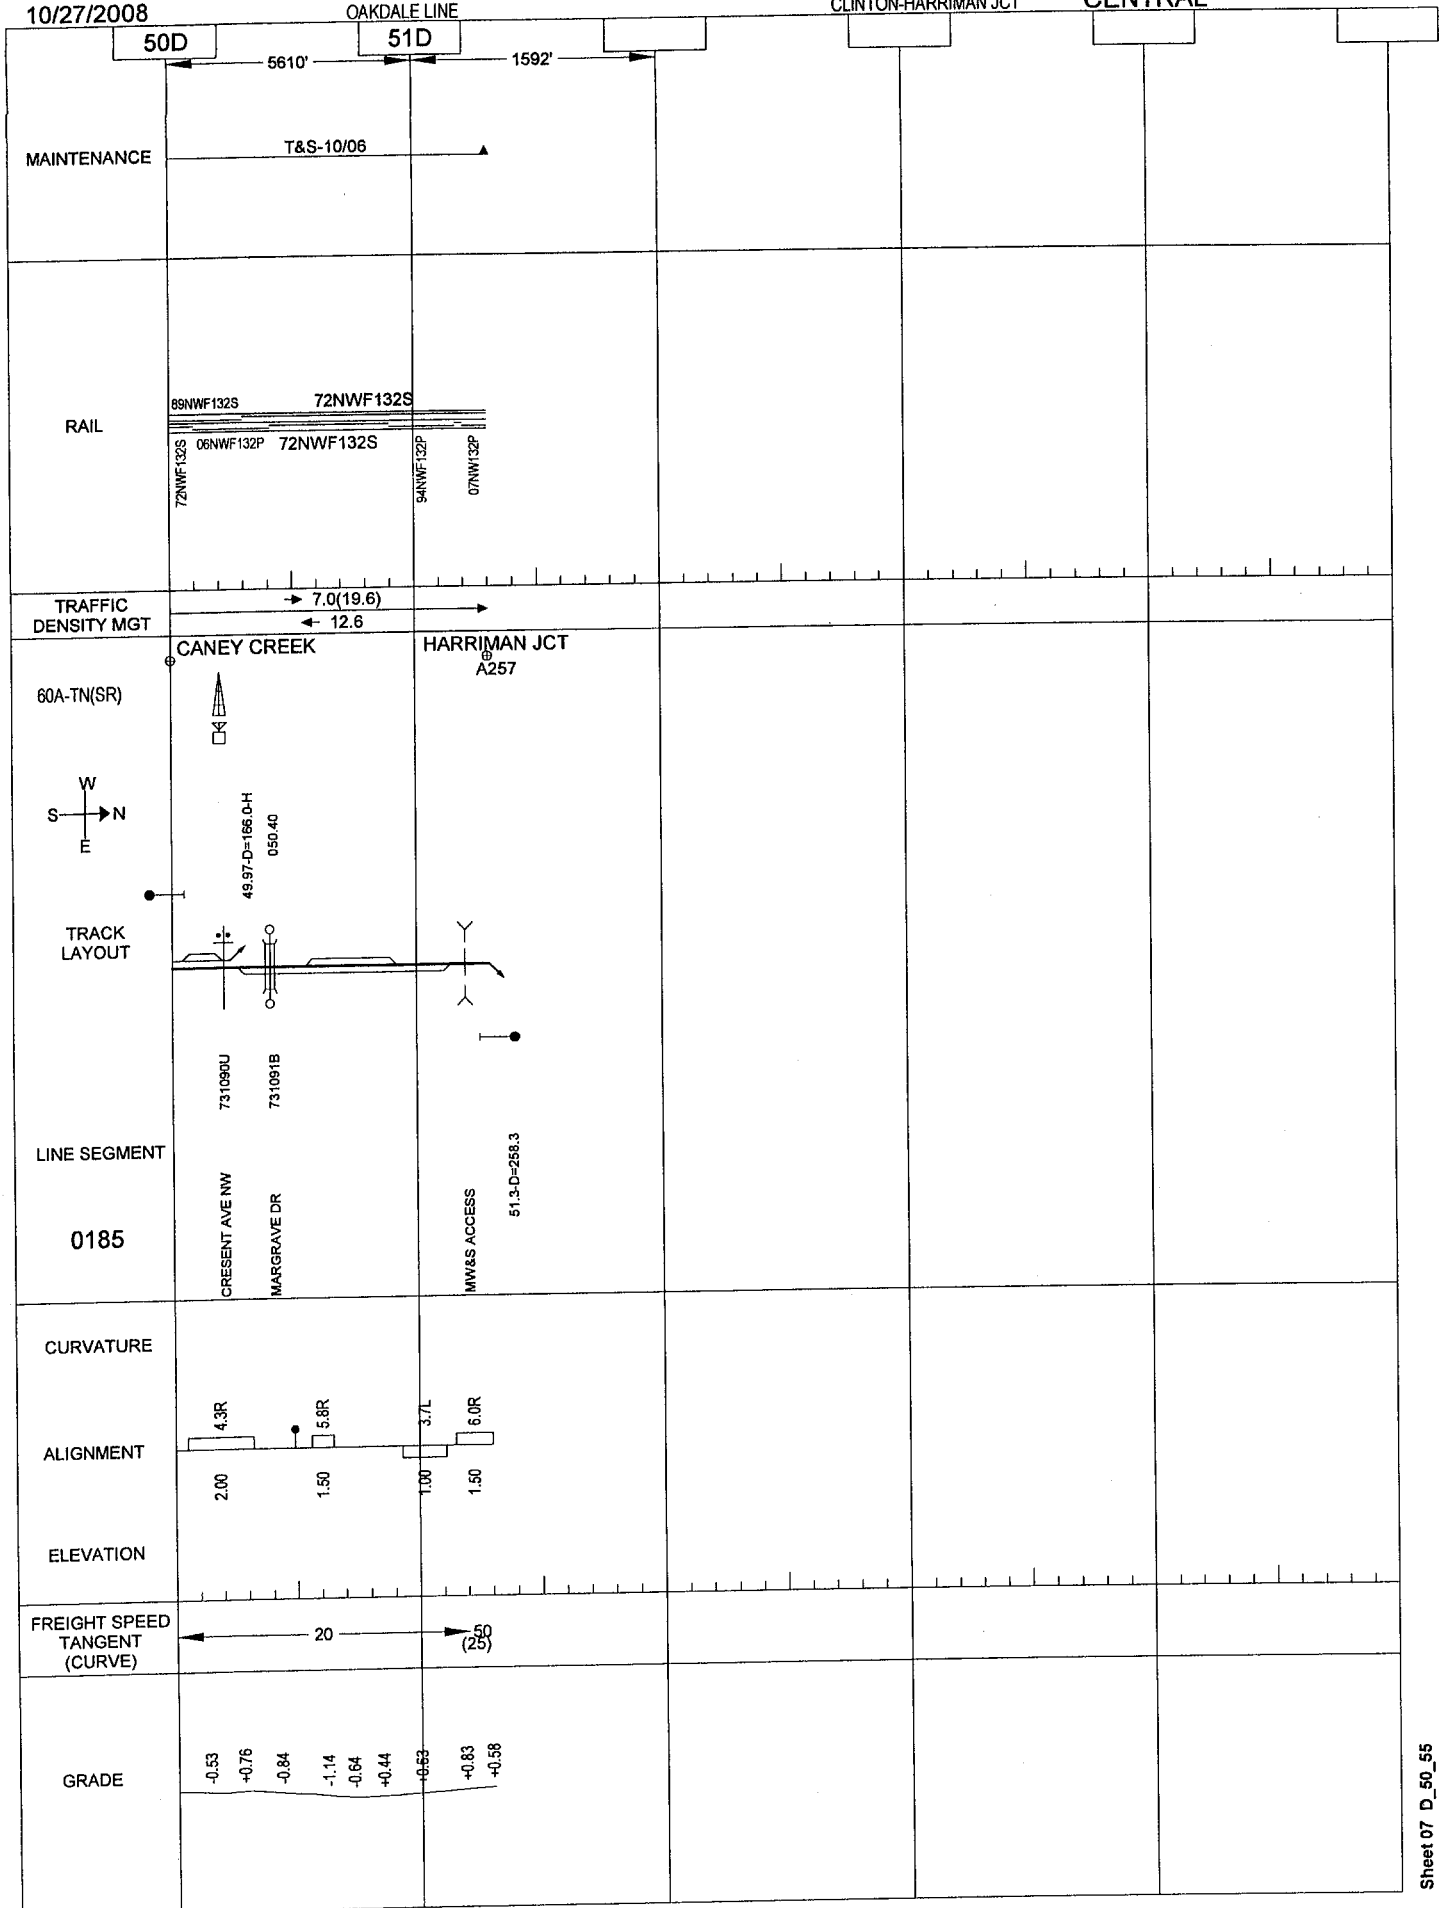 10/27/2008
OAKDALE LINE
CLINTON-HARRIMAN JCT
CENTRAL
50D
51D
5610'
1592'
MAINTENANCE
T&S-10/06
RAIL
89NWF132S
72NWF132S
06NWF132P
72NWF132S
72NWF132S
94NWF132P
07NW132P
TRAFFIC
DENSITY MGT
7.0(19.6)
12.6
CANEY CREEK
HARRIMAN JCT
A257
60A-TN(SR)
W
S
N
E
49.97-D=166.0-H
050.40
TRACK
LAYOUT
731090U
731091B
LINE SEGMENT
0185
CRESENT AVE NW
MARGRAVE DR
MW&S ACCESS
51.3-D=258.3
CURVATURE
4.3R
5.8R
3.7L
6.0R
ALIGNMENT
2.00
1.50
1.00
1.50
ELEVATION
FREIGHT SPEED
TANGENT
(CURVE)
20
50
(25)
GRADE
-0.53
+0.76
-0.84
-1.14
-0.64
+0.44
+0.63
+0.83
+0.58
Sheet 07 D_50_55